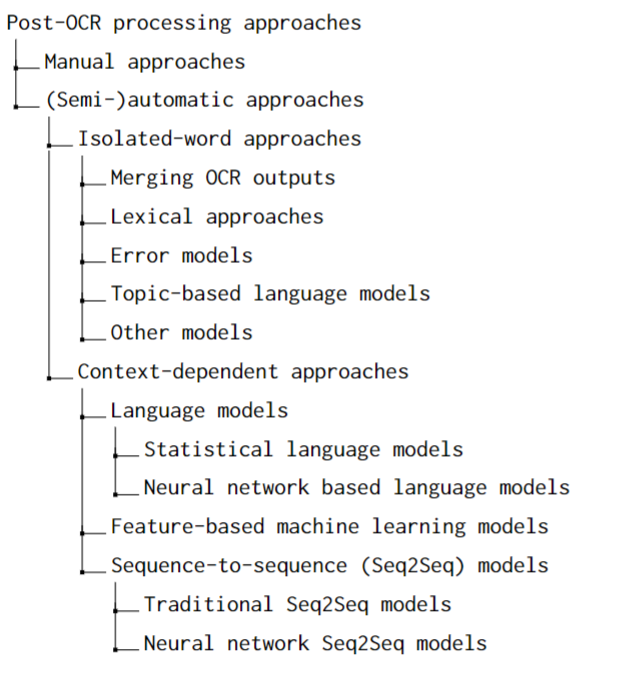 Post-OCR processing approaches
Manual approaches
(Semi-)automatic approaches
Isolated-word approaches
Merging OCR outputs
Lexical approaches
Error models
Topic-based language models
Other models
Context-dependent approaches
Language models
Statistical language models
Neural network based language models
Feature-based machine learning models
Sequence-to-sequence (Seq2Seq) models
Traditional Seq2Seq models
Neural network Seq2Seq models